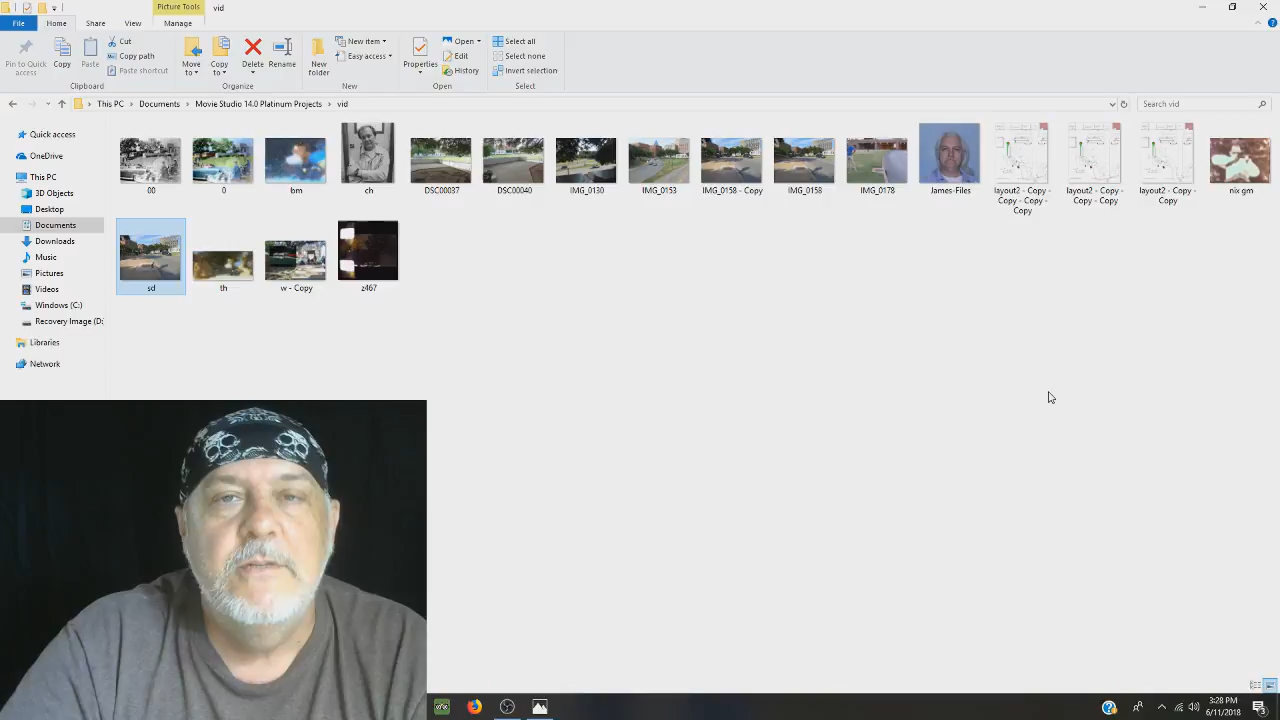 Picture Tools
vid
File
Home
Share
View
Manage
Pin to Quick access
Copy
Paste
Cut
Copy path
Paste shortcut
Clipboard
Move to
Copy to
Delete
Rename
Organize
New folder
New item
Easy access
New
Properties
Open
Edit
History
Open
Select all
Select none
Invert selection
Select
This PC
Documents
Movie Studio 14.0 Platinum Projects
vid
Search vid
Quick access
OneDrive
This PC
3D Objects
Desktop
Documents
Downloads
Music
Pictures
Videos
Windows (C:)
Recovery Image (D:
Libraries
Network
00
0
bm
ch
DSC00037
DSC00040
IMG_0130
IMG_0153
IMG_0158 - Copy
IMG_0158
IMG_0178
James-Files
layout2 - Copy -
Copy - Copy -
Copy
layout2 - Copy -
Copy - Copy
layout2 - Copy -
Copy
nix gm
sd
th
w - Copy
z467
3:28 PM
6/11/2018